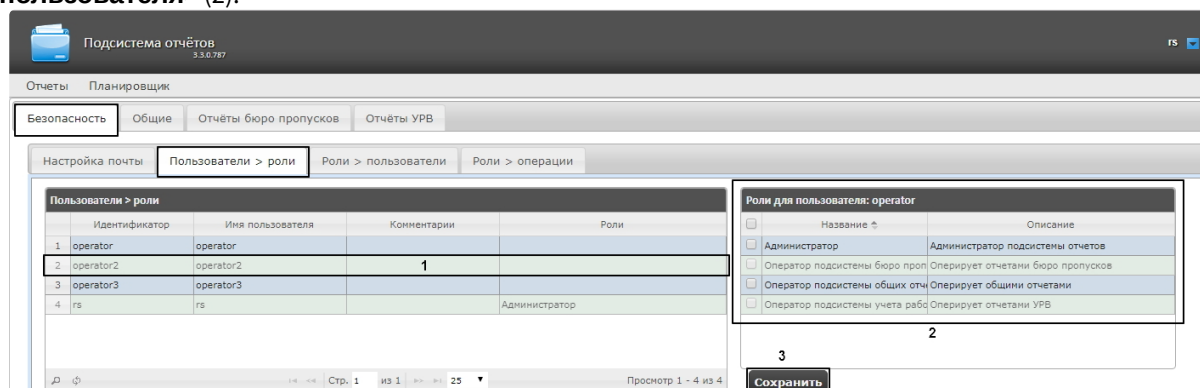 пользователя" (2).
Подсистема отчётов
3.3.0.787
rs
Отчеты Планировщик
Безопасность Общие Отчёты бюро пропусков Отчёты УРВ
Настройка почты Пользователи > роли Роли > пользователи Роли > операции
Пользователи > роли
Идентификатор Имя пользователя Комментарии Роли
1 operator operator
2 operator2 operator2 1
3 operator3 operator3
4 rs rs Администратор
Стр. 1 из 1 25 Просмотр 1 - 4 из 4
Роли для пользователя: operator
Название Описание
Администратор Администратор подсистемы отчетов
Оператор подсистемы бюро проп Оперирует отчетами бюро пропусков
Оператор подсистемы общих отч Оперирует общими отчетами
Оператор подсистемы учета рабо Оперирует отчетами УРВ
2
3
Сохранить